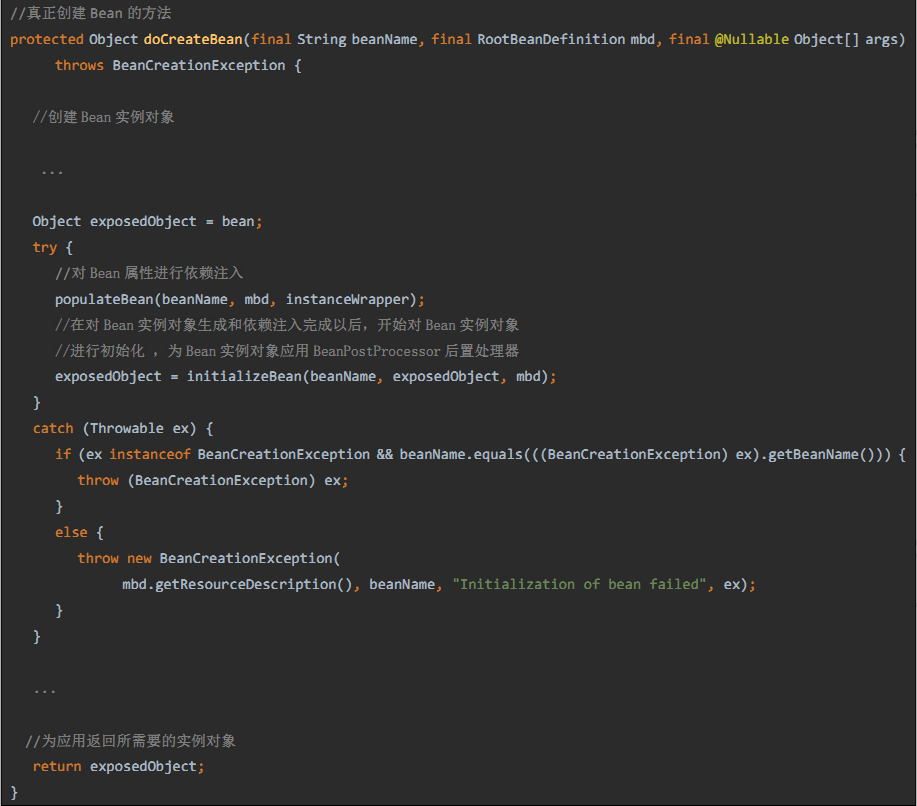 //真正创建 Bean 的方法
protected Object doCreateBean(final String beanName, final RootBeanDefinition mbd, final @Nullable Object[] args)
throws BeanCreationException {
//创建 Bean 实例对象
...
Object exposedObject = bean;
try {
//对 Bean 属性进行依赖注入
populateBean(beanName, mbd, instanceWrapper);
//在对 Bean 实例对象生成和依赖注入完成以后，开始对 Bean 实例对象
//进行初始化 ，为 Bean 实例对象应用 BeanPostProcessor 后置处理器
exposedObject = initializeBean(beanName, exposedObject, mbd);
}
catch (Throwable ex) {
if (ex instanceof BeanCreationException && beanName.equals(((BeanCreationException) ex).getBeanName())) {
throw (BeanCreationException) ex;
}
else {
throw new BeanCreationException(
mbd.getResourceDescription(), beanName, "Initialization of bean failed", ex);
}
}
...
//为应用返回所需要的实例对象
return exposedObject;
}